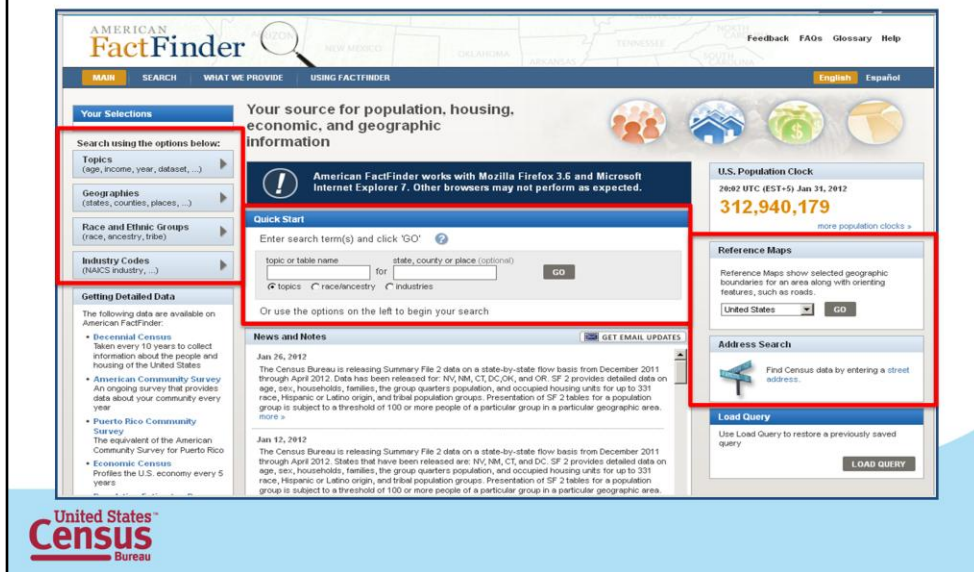 AMERICAN
FactFinder
ARIZONA
NEW MEXICO
OKLAHOMA
ARKANSAS
TENNESSEE
NORTH
CAROLINA
SOUTH
CAROLINA
Feedback FAQs Glossary Help
MAIN SEARCH WHAT WE PROVIDE USING FACTFINDER
English Español
Your Selections
Search using the options below:
Topics
(age, income, year, dataset, ...)
Geographies
(states, counties, places, ...)
Race and Ethnic Groups
(race, ancestry, tribe)
Industry Codes
(NAICS industry, ...)
Getting Detailed Data
The following data are available on
American FactFinder:
• Decennial Census
Taken every 10 years to collect
information about the people and
housing of the United States
• American Community Survey
An ongoing survey that provides
data about your community every
year
• Puerto Rico Community
Survey
The equivalent of the American
Community Survey for Puerto Rico
• Economic Census
Profiles the U.S. economy every 5
years
Your source for population, housing,
economic, and geographic
information
American FactFinder works with Mozilla Firefox 3.6 and Microsoft
Internet Explorer 7. Other browsers may not perform as expected.
Quick Start
Enter search term(s) and click 'GO' ?
topic or table name state, county or place (optional)
for GO
topics race/ancestry industries
Or use the options on the left to begin your search
News and Notes GET EMAIL UPDATES
Jan 26, 2012
The Census Bureau is releasing Summary File 2 data on a state-by-state flow basis from December 2011
through April 2012. Data has been released for: NV, NM, CT, DC,OK, and OR. SF 2 provides detailed data on
age, sex, households, families, the group quarters population, and occupied housing units for up to 331
race, Hispanic or Latino origin, and tribal population groups. Presentation of SF 2 tables for a population
group is subject to a threshold of 100 or more people of a particular group in a particular geographic area.
more »
Jan 12, 2012
The Census Bureau is releasing Summary File 2 data on a state-by-state flow basis from December 2011
through April 2012. States that have been released are: NV, NM, CT, and DC. SF 2 provides detailed data on
age, sex, households, families, the group quarters population, and occupied housing units for up to 331
race, Hispanic or Latino origin, and tribal population groups. Presentation of SF 2 tables for a population
group is subject to a threshold of 100 or more people of a particular group in a particular geographic area.
U.S. Population Clock
20:02 UTC (EST+5) Jan 31, 2012
312,940,179
more population clocks »
Reference Maps
Reference Maps show selected geographic
boundaries for an area along with orienting
features, such as roads.
United States GO
Address Search
Find Census data by entering a street
address.
Load Query
Use Load Query to restore a previously saved
query
LOAD QUERY
United States™
Census
Bureau